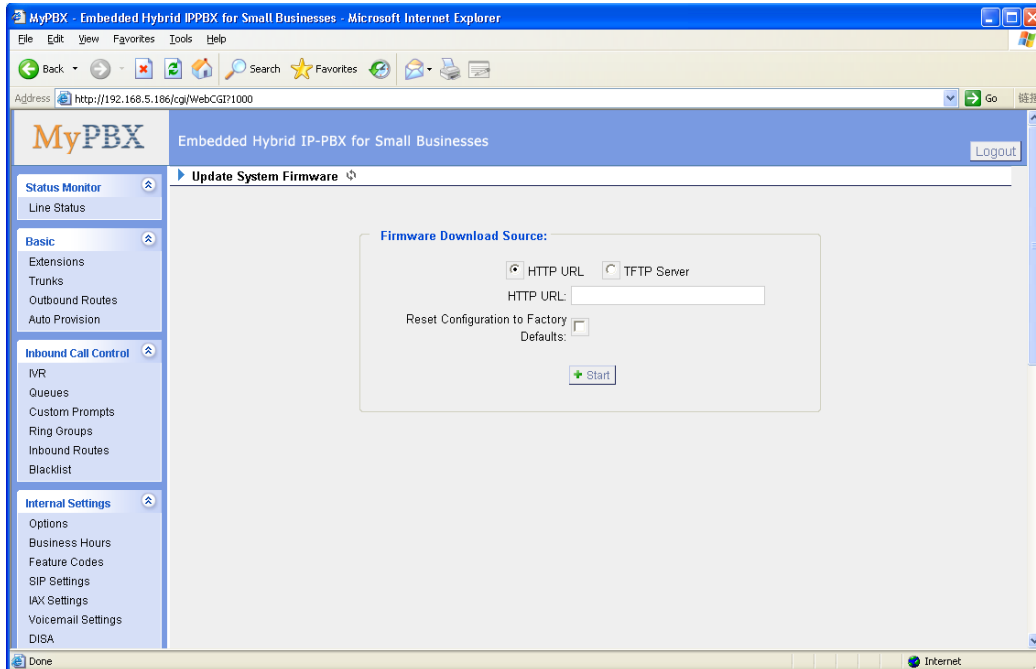 MyPBX - Embedded Hybrid IPPBX for Small Businesses - Microsoft Internet Explorer
File Edit View Favorites Tools Help
Back Search Favorites
Address http://192.168.5.186/cgi/WebCGI?1000 Go 链接
MyPBX
Embedded Hybrid IP-PBX for Small Businesses
Logout
Update System Firmware
Status Monitor
Line Status
Basic
Extensions
Trunks
Outbound Routes
Auto Provision
Inbound Call Control
IVR
Queues
Custom Prompts
Ring Groups
Inbound Routes
Blacklist
Internal Settings
Options
Business Hours
Feature Codes
SIP Settings
IAX Settings
Voicemail Settings
DISA
Firmware Download Source:
HTTP URL TFTP Server
HTTP URL:
Reset Configuration to Factory
Defaults:
Start
Done Internet